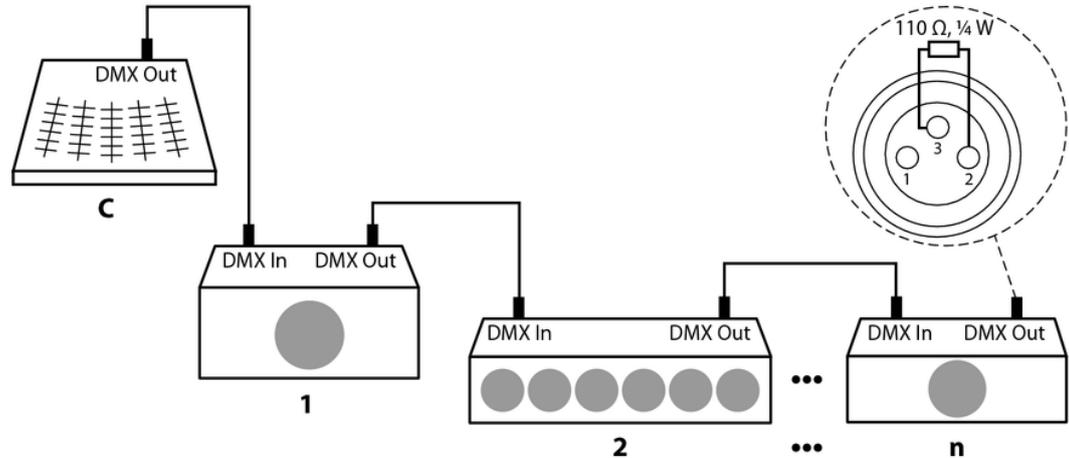 DMX Out
C
110 Ω, ¼ W
3
1
2
DMX In
DMX Out
1
DMX In
DMX Out
2
•••
•••
DMX In
DMX Out
n